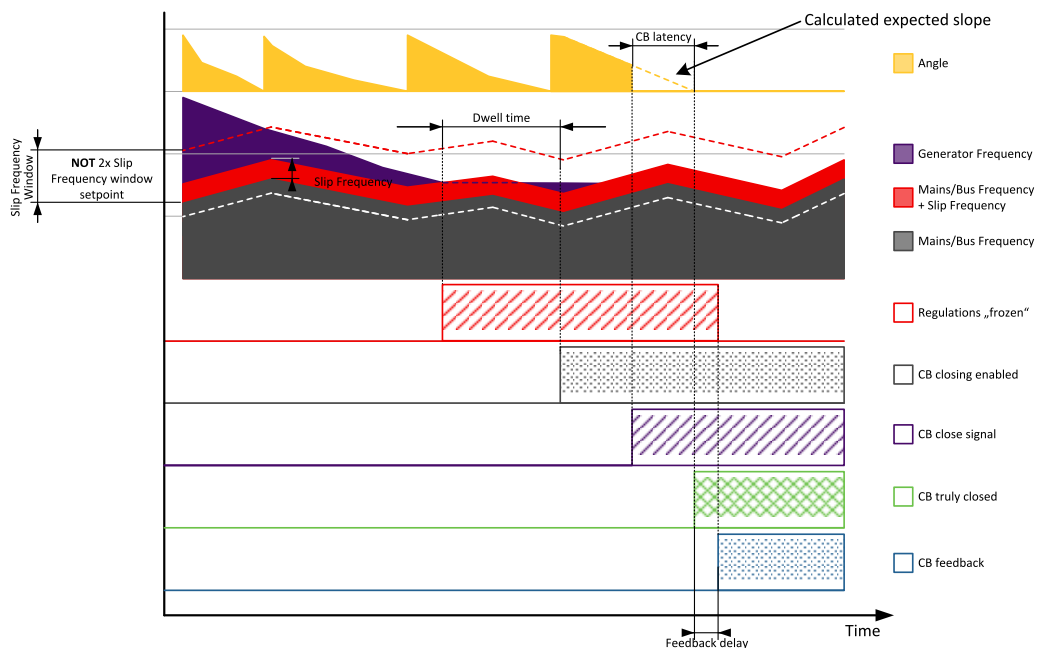 Calculated expected slope
CB latency
Angle
Dwell time
Slip Frequency
Window
NOT 2x Slip
Frequency window
setpoint
Slip Frequency
Generator Frequency
Mains/Bus Frequency
+ Slip Frequency
Mains/Bus Frequency
Regulations „frozen“
CB closing enabled
CB close signal
CB truly closed
CB feedback
Time
Feedback delay